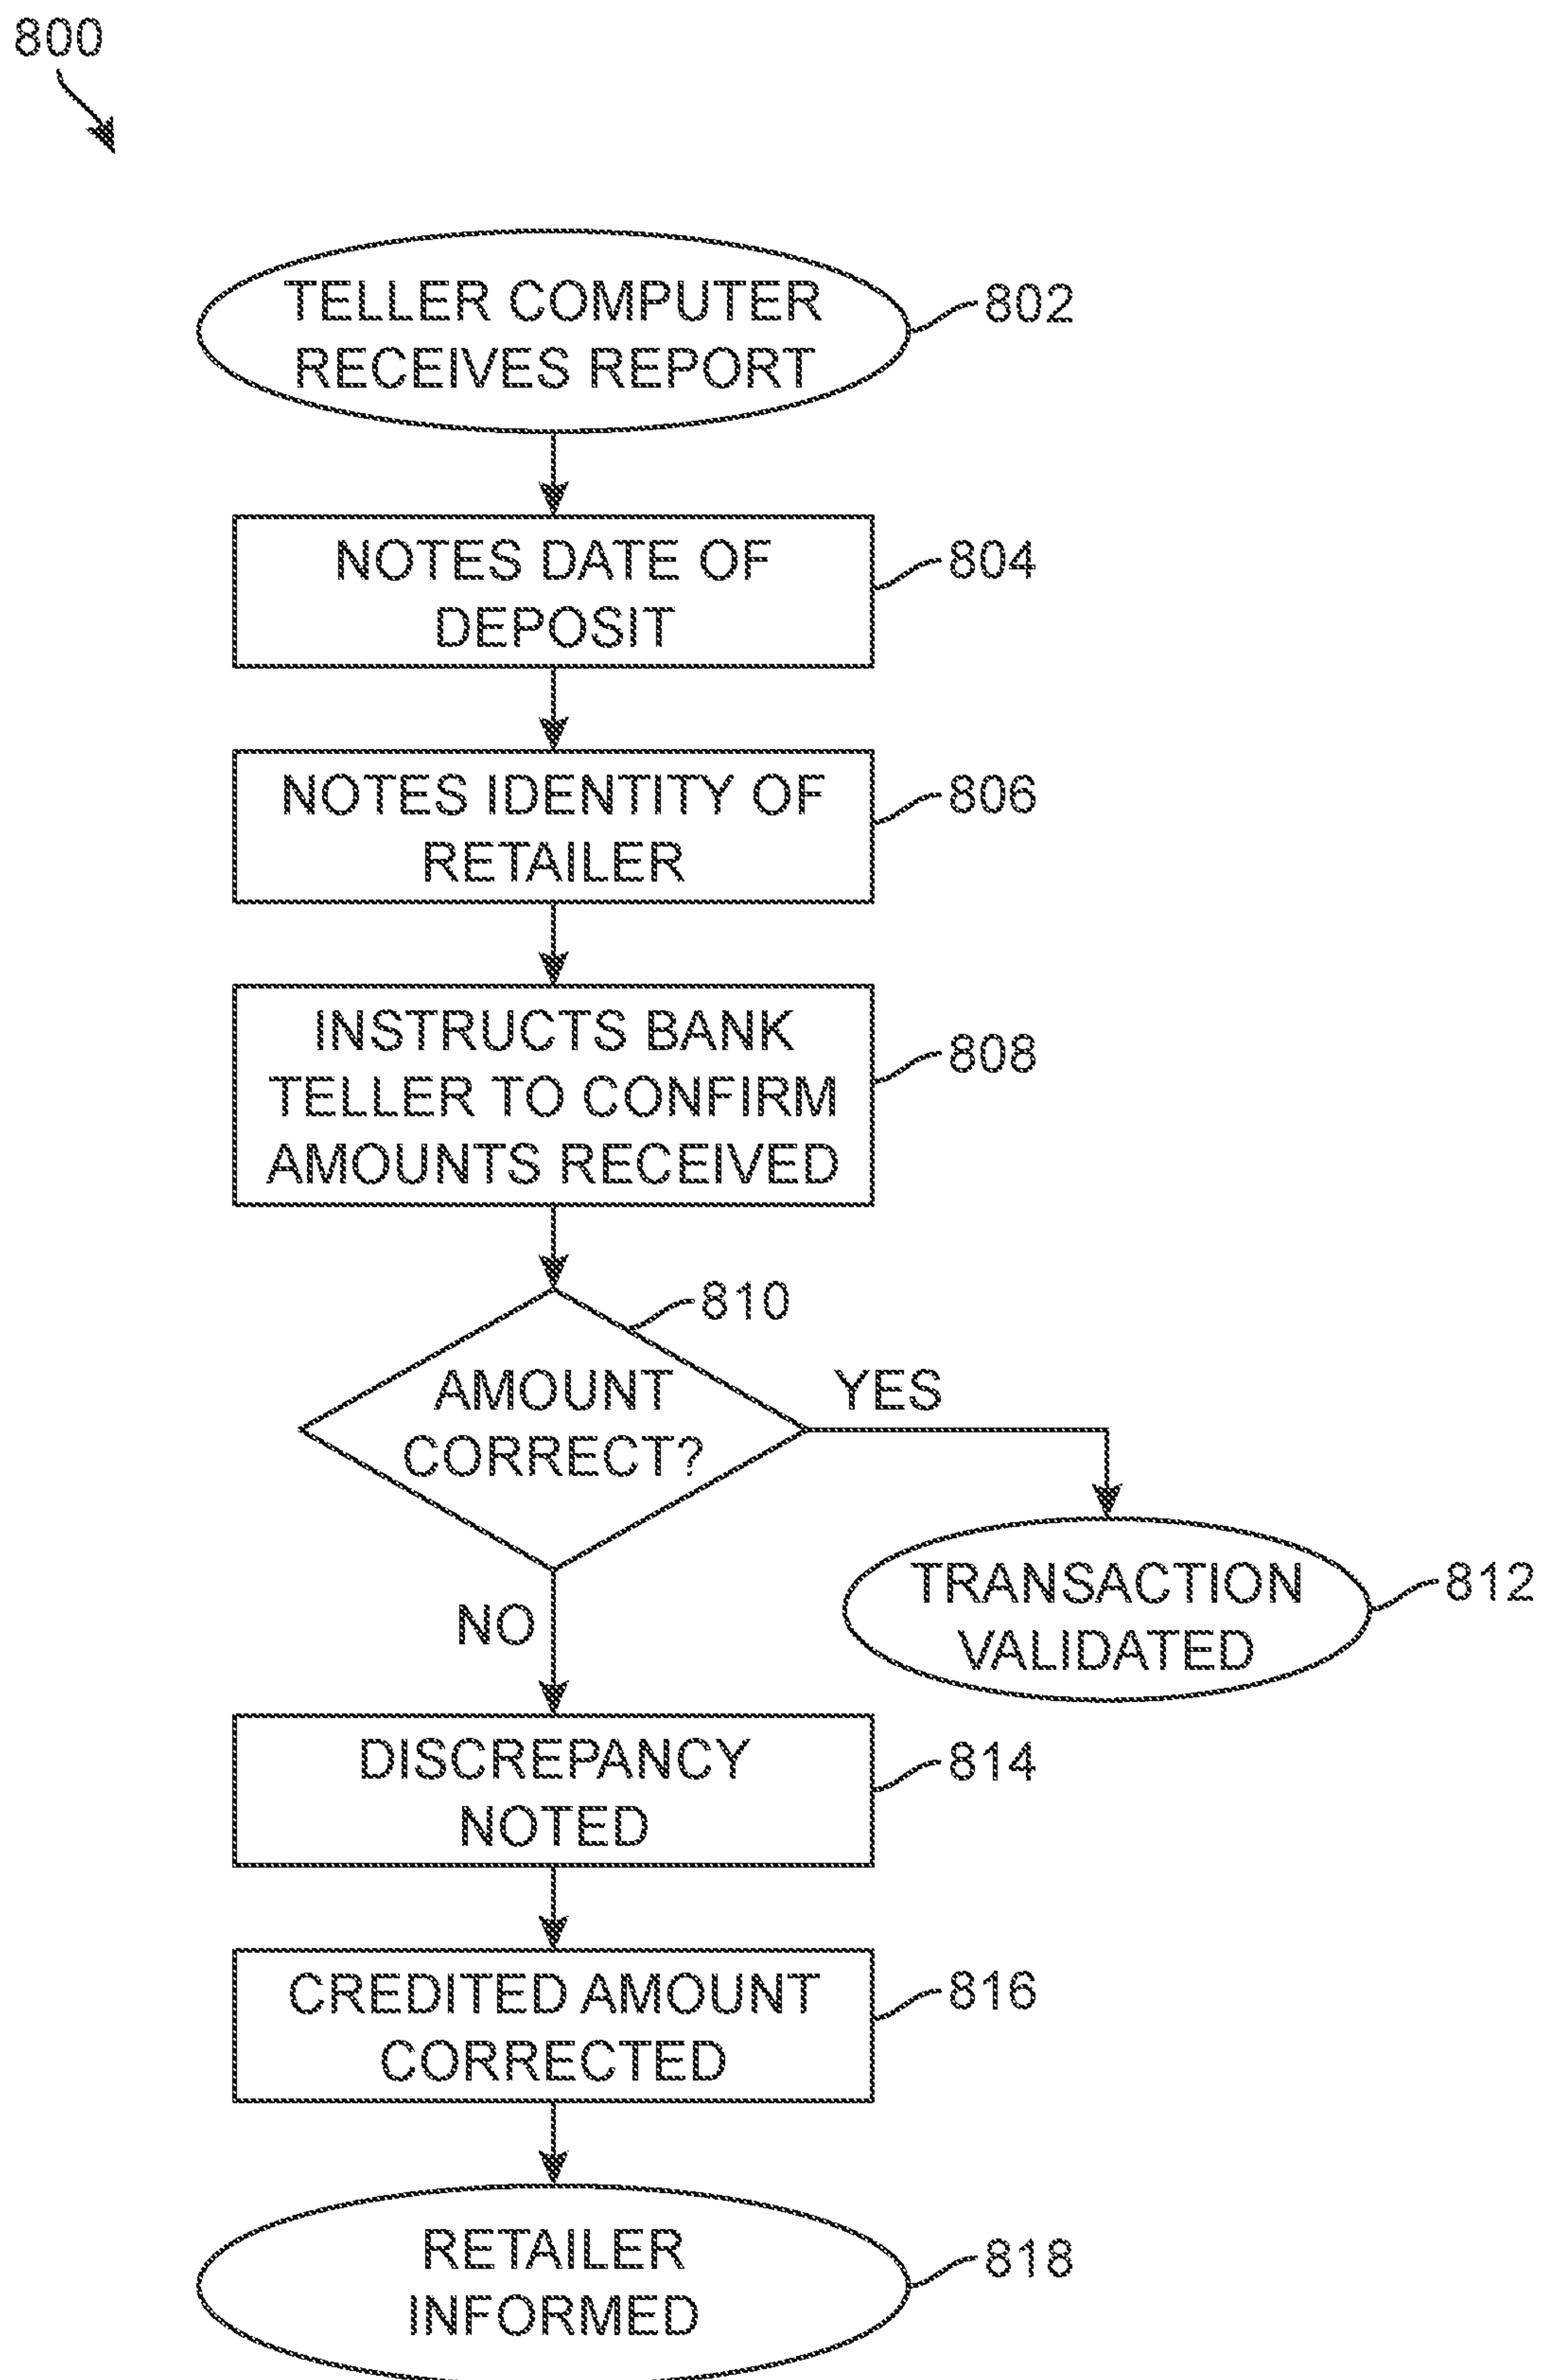 800
TELLER COMPUTER
RECEIVES REPORT
802
NOTES DATE OF
DEPOSIT
804
NOTES IDENTITY OF
RETAILER
806
INSTRUCTS BANK
TELLER TO CONFIRM
AMOUNTS RECEIVED
808
810
AMOUNT
CORRECT?
YES
TRANSACTION
VALIDATED
812
NO
DISCREPANCY
NOTED
814
CREDITED AMOUNT
CORRECTED
816
RETAILER
INFORMED
818